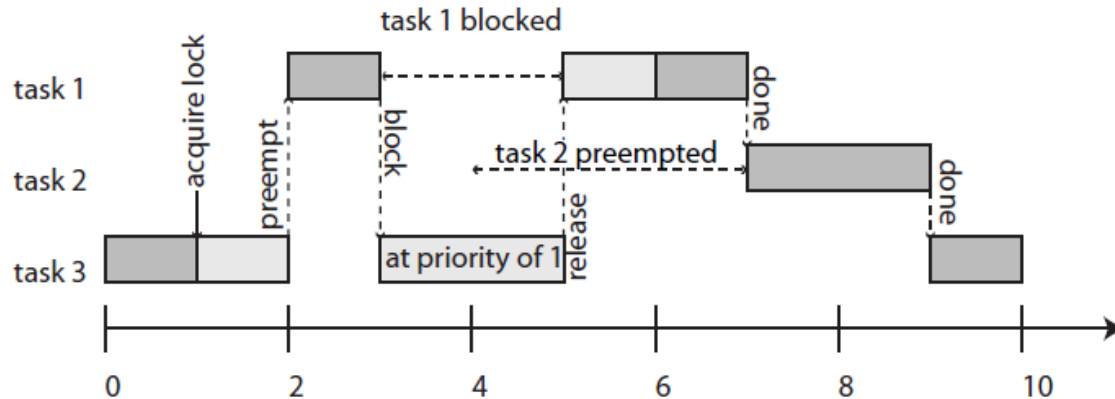 task 1 blocked
task 1
acquire lock
preempt
block
done
task 2
task 2 preempted
done
task 3
at priority of 1
release
0 2 4 6 8 10